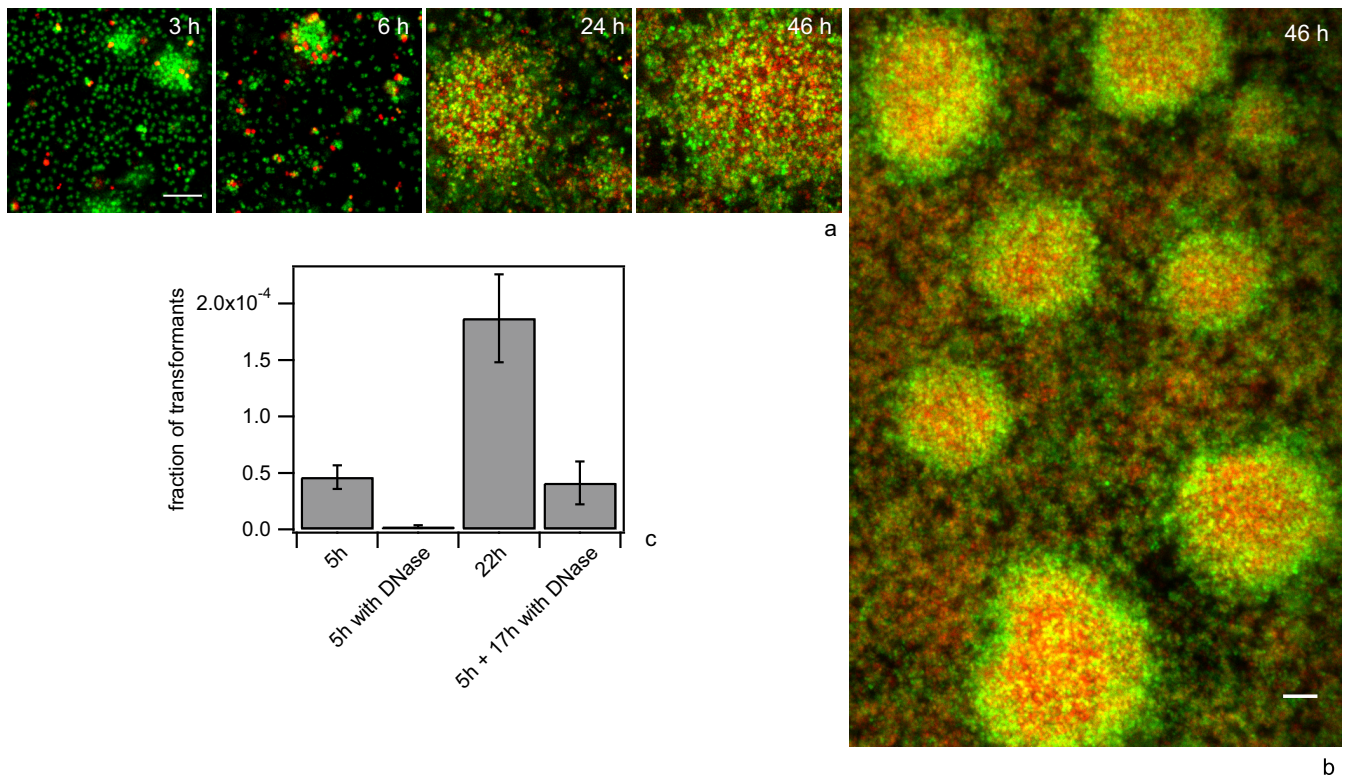 3 h
6 h
24 h
46 h
46 h
a
fraction of transformants
2.0x10-4
1.5
1.0
0.5
0.0
5h
5h with DNase
22h
5h + 17h with DNase
c
b